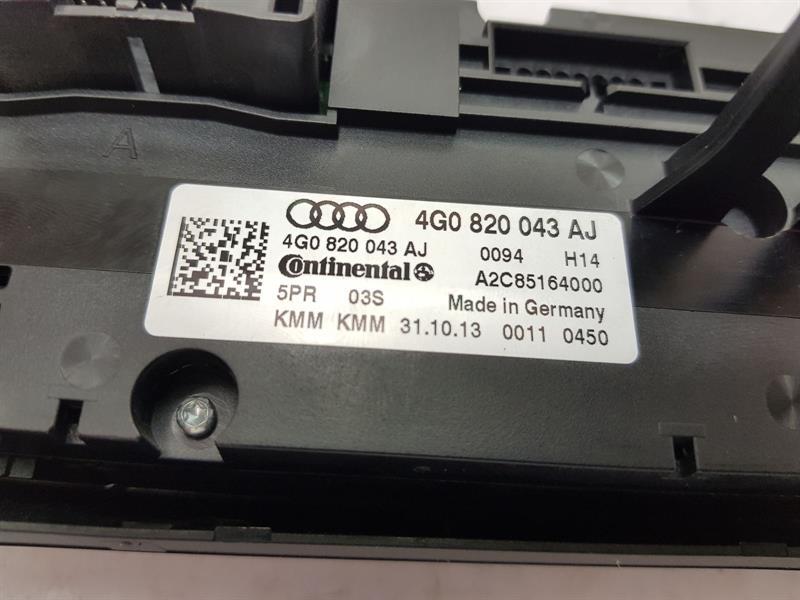 A
4G0 820 043 AJ
4G0 820 043 AJ 0094 H14
Continental A2C85164000
5PR 03S Made in Germany
KMM KMM 31.10.13 0011 0450